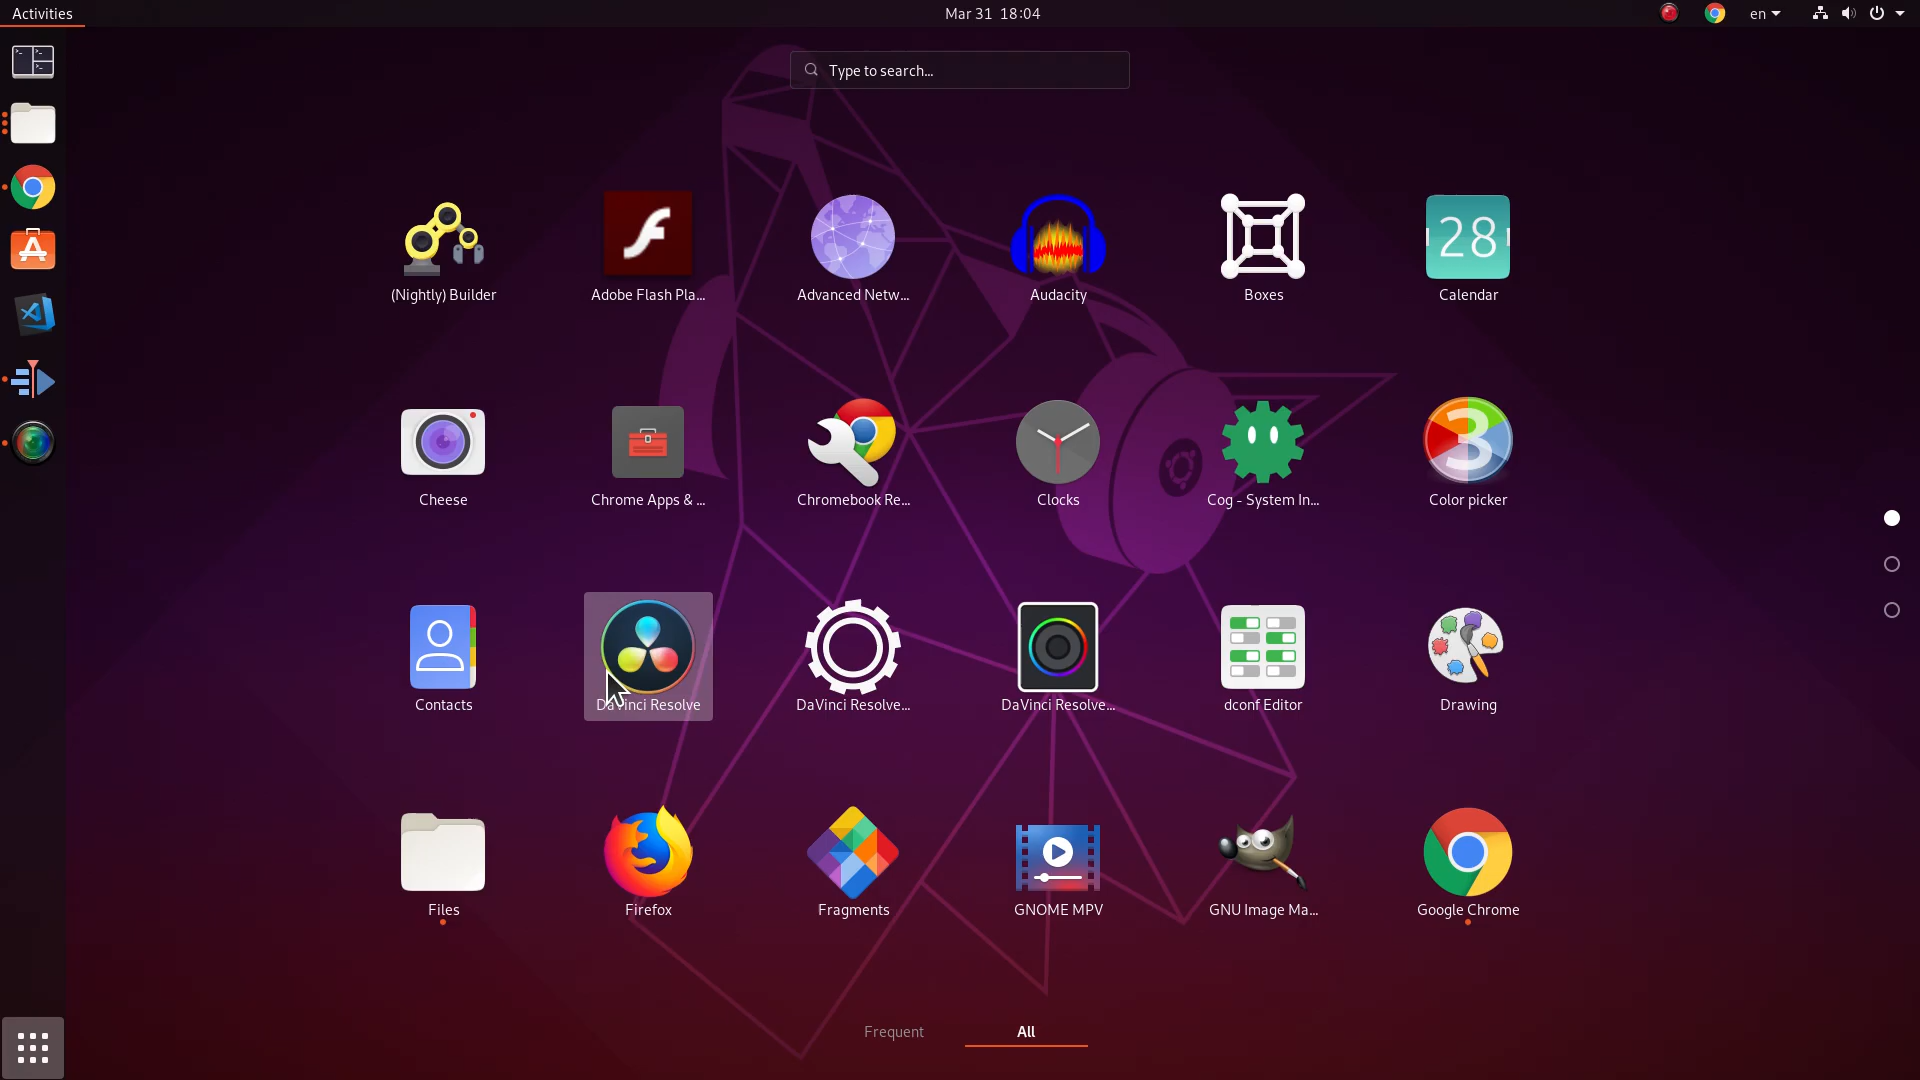 Activities
Mar 31 18:04
en
Type to search...
(Nightly) Builder
Adobe Flash Pla...
Advanced Netw...
Audacity
Boxes
28
Calendar
Cheese
Chrome Apps & ...
Chromebook Re...
Clocks
Cog - System In...
3
Color picker
Contacts
DaVinci Resolve
DaVinci Resolve...
DaVinci Resolve...
dconf Editor
Drawing
Files
Firefox
Fragments
GNOME MPV
GNU Image Ma...
Google Chrome
Frequent
All